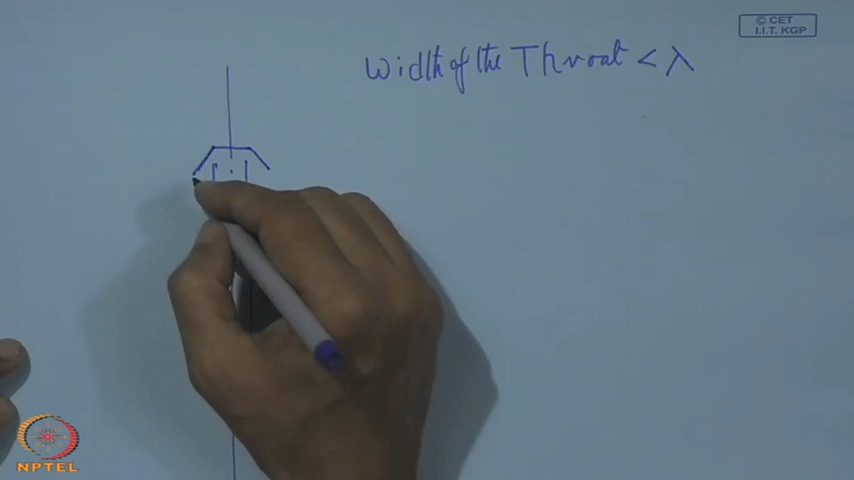 © CET
I.I.T. KGP
Width of the Throat < λ
NPTEL